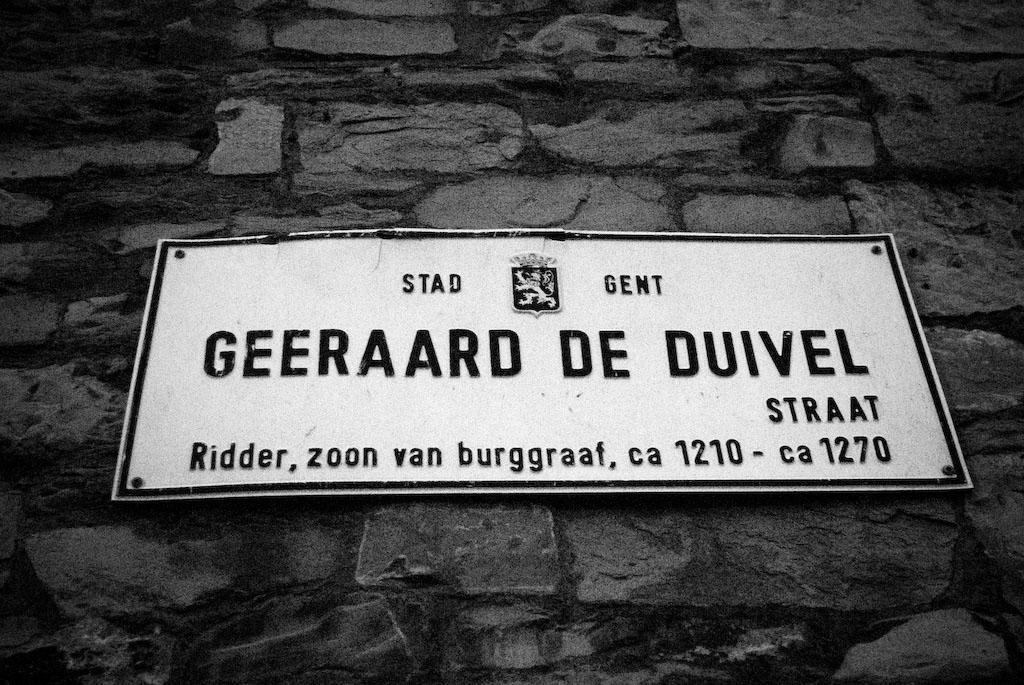 STAD GENT
GEERAARD DE DUIVEL
STRAAT
Ridder, zoon van burggraaf, ca 1210 - ca 1270